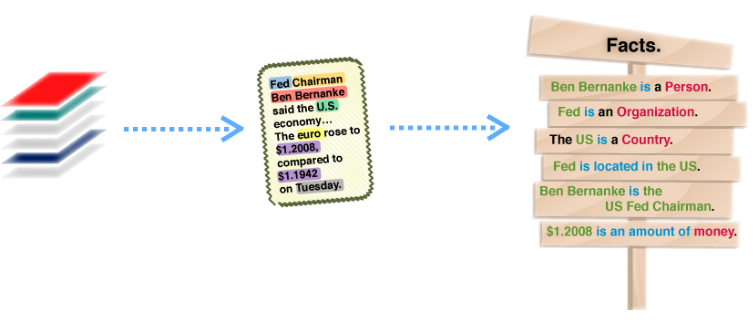 Fed Chairman
Ben Bernanke
said the U.S.
economy...
The euro rose to
$1.2008,
compared to
$1.1942
on Tuesday.
Facts.
Ben Bernanke is a Person.
Fed is an Organization.
The US is a Country.
Fed is located in the US.
Ben Bernanke is the
US Fed Chairman.
$1.2008 is an amount of money.